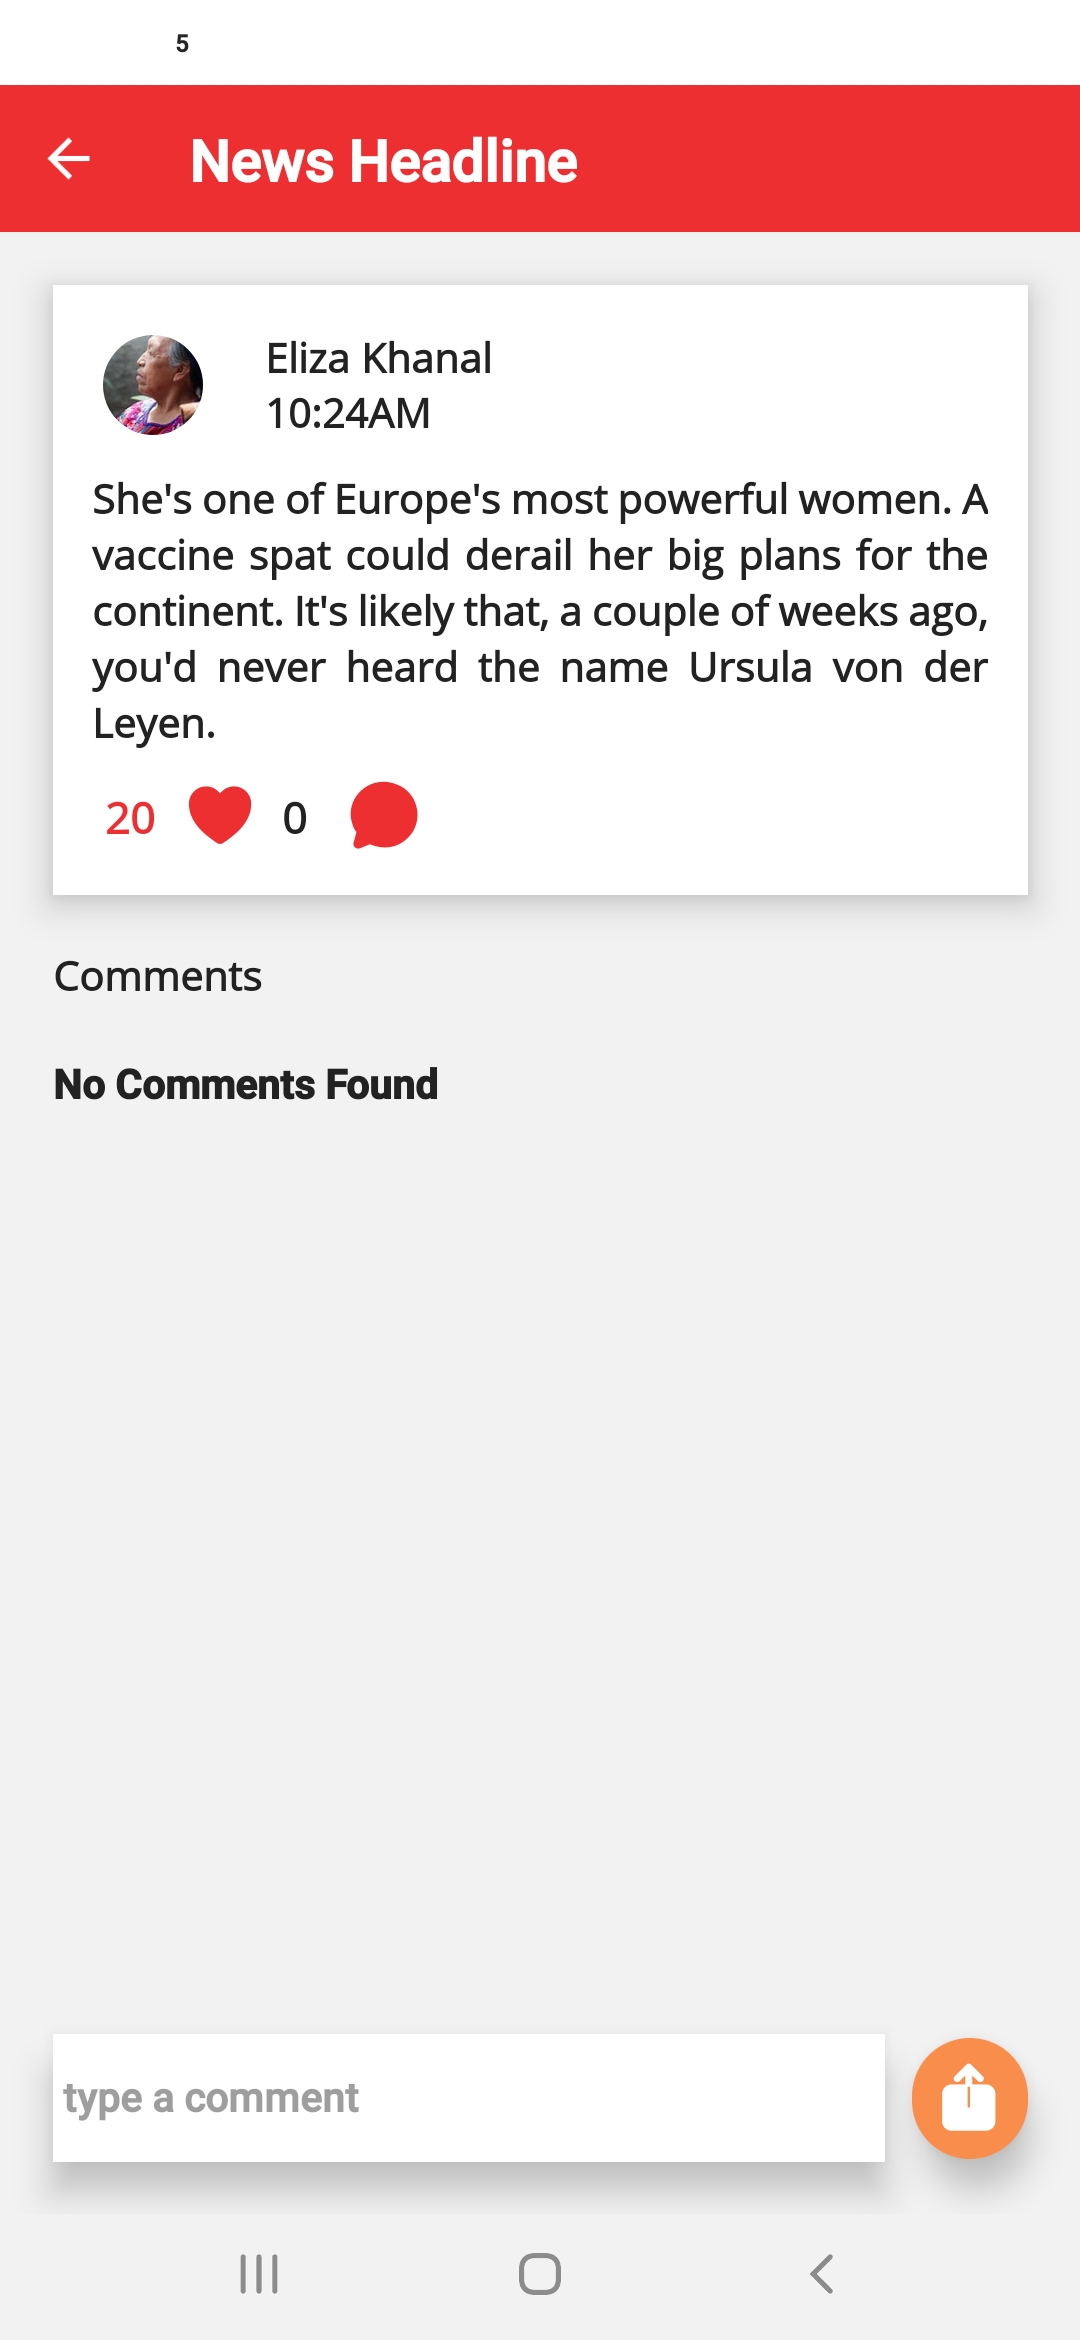 5
News Headline
Eliza Khanal
10:24AM
She's one of Europe's most powerful women. A
vaccine spat could derail her big plans for the
continent. It's likely that, a couple of weeks ago,
you'd never heard the name Ursula von der
Leyen.
20 0
Comments
No Comments Found
type a comment